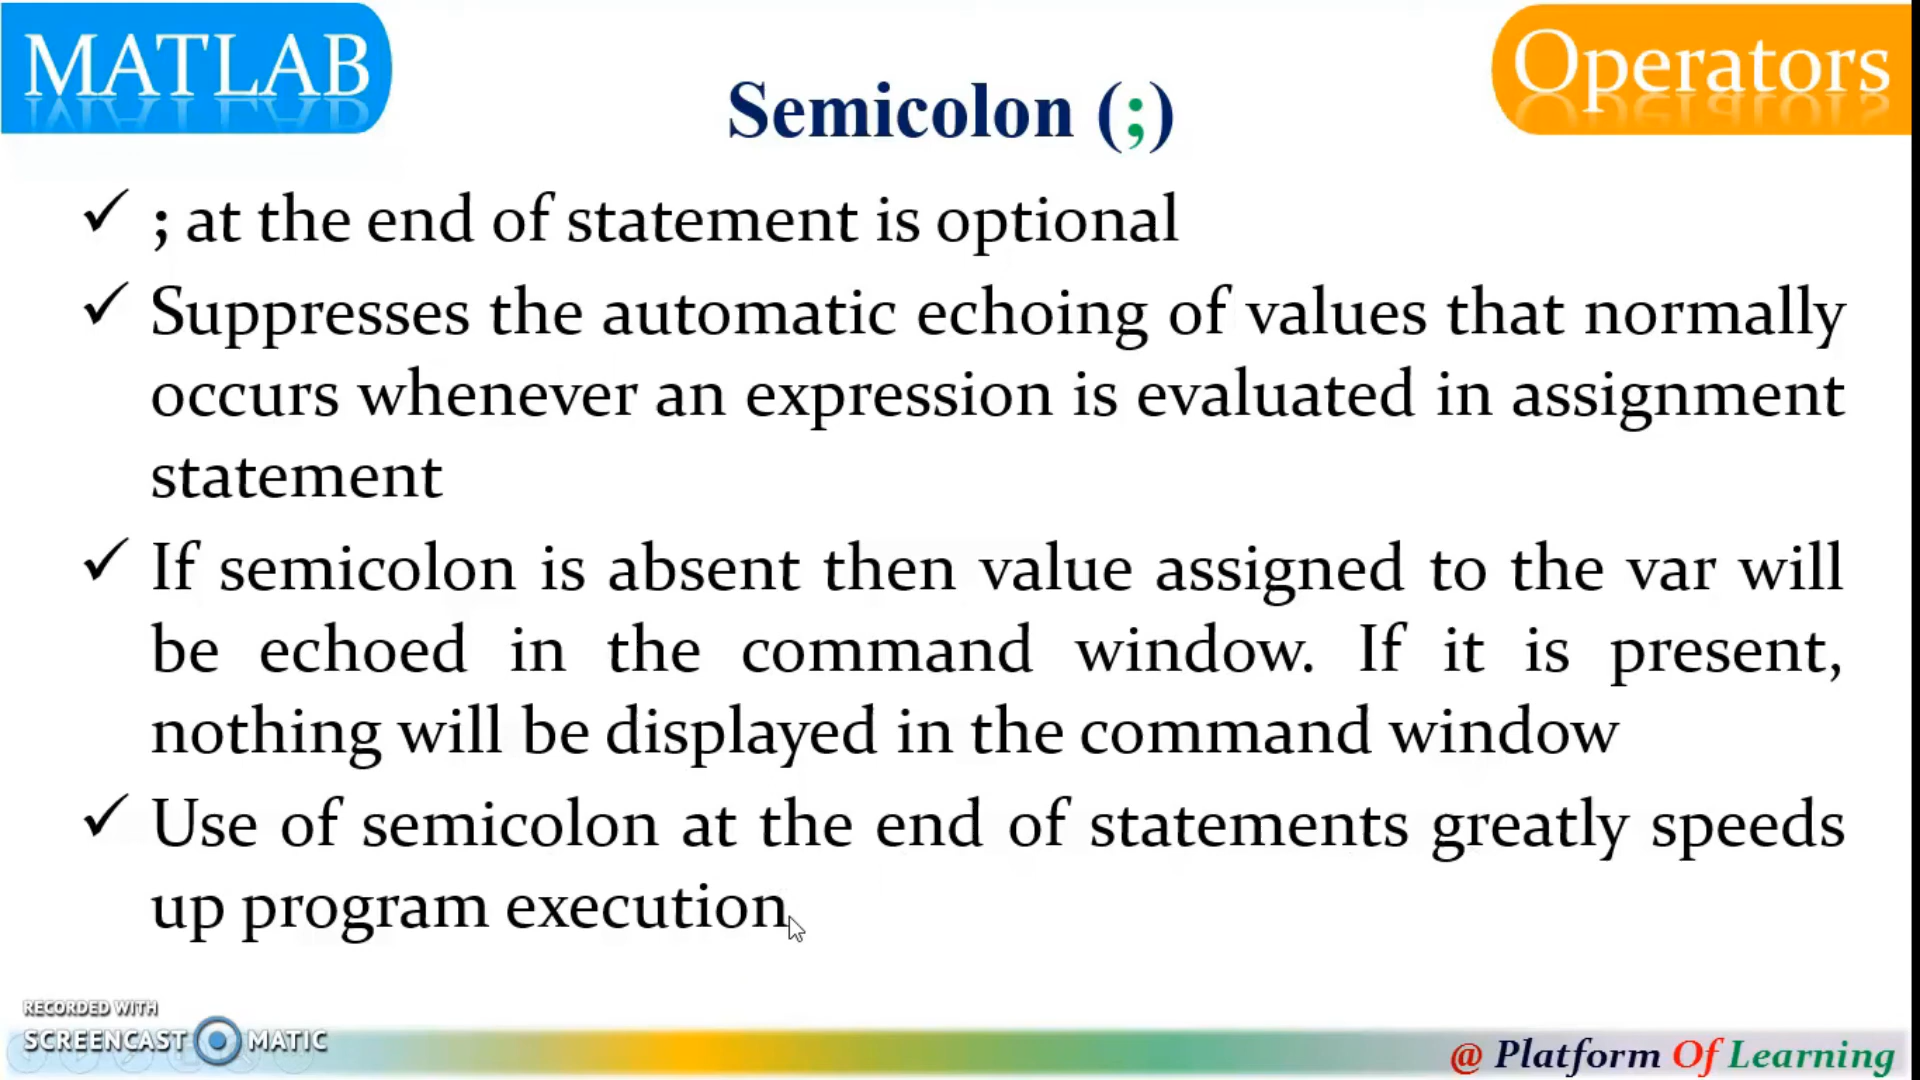 MATLAB
Operators
Semicolon (;)
✓ ; at the end of statement is optional
✓ Suppresses the automatic echoing of values that normally
occurs whenever an expression is evaluated in assignment
statement
✓ If semicolon is absent then value assigned to the var will
be echoed in the command window. If it is present,
nothing will be displayed in the command window
✓ Use of semicolon at the end of statements greatly speeds
up program execution
RECORDED WITH
SCREENCAST MATIC
@ Platform Of Learning